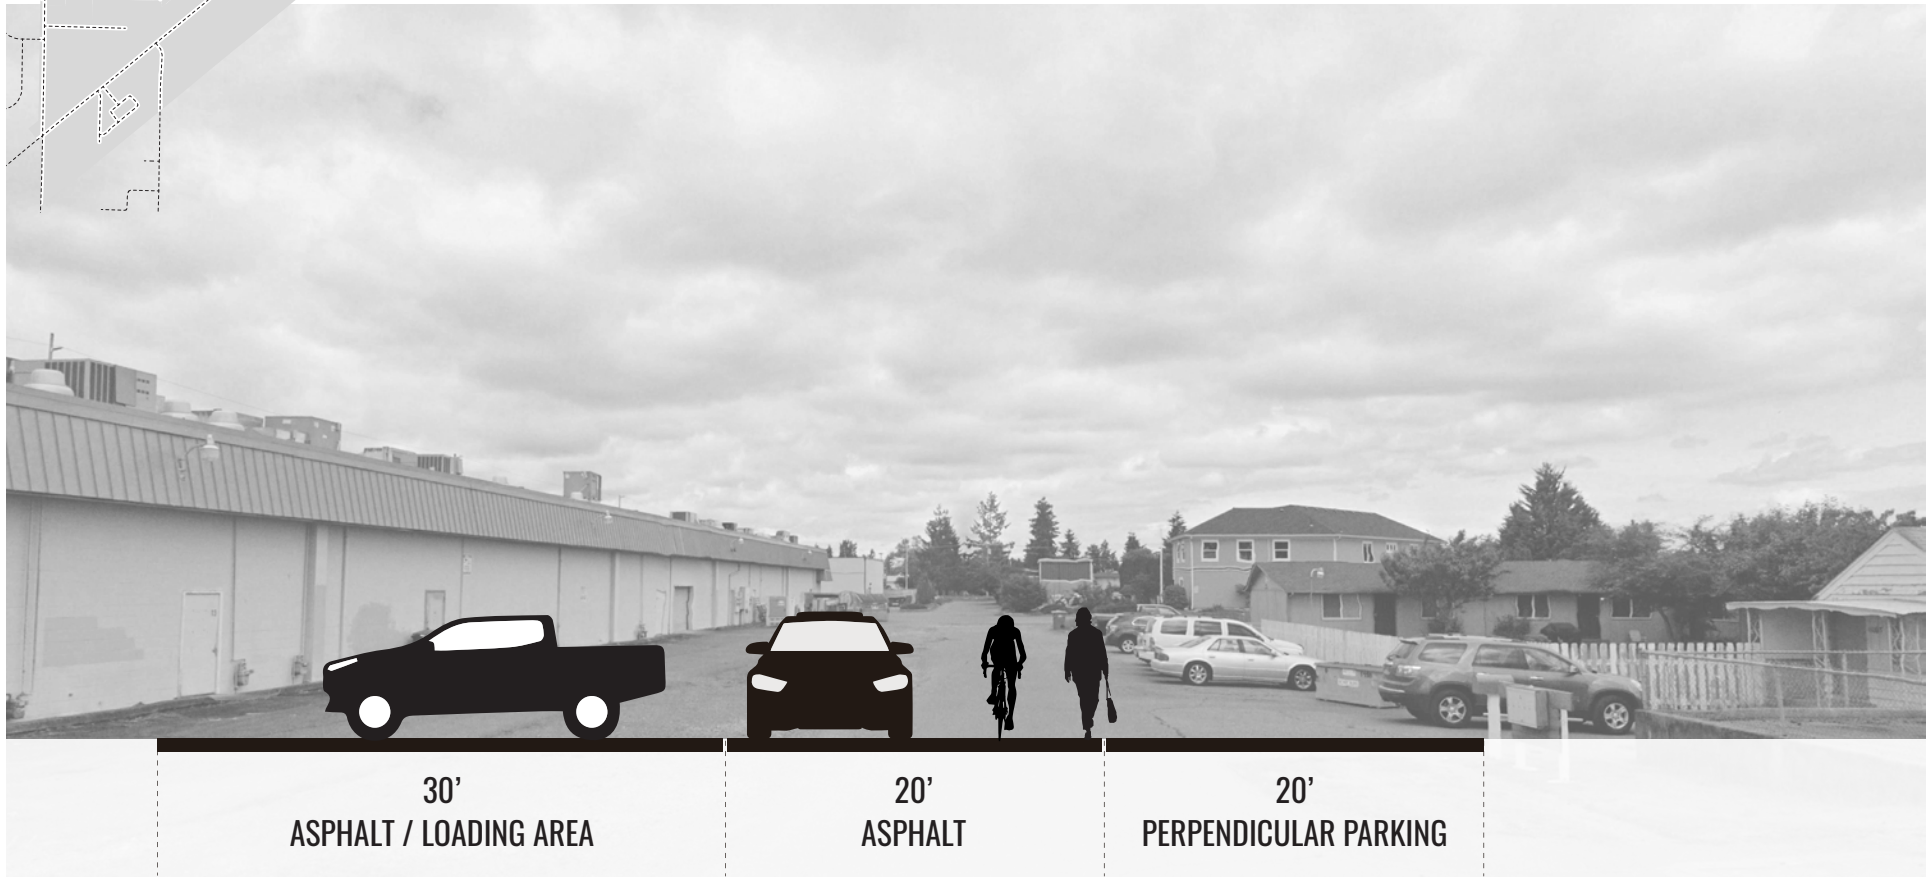 30’
ASPHALT / LOADING AREA
20’
ASPHALT
20’
PERPENDICULAR PARKING